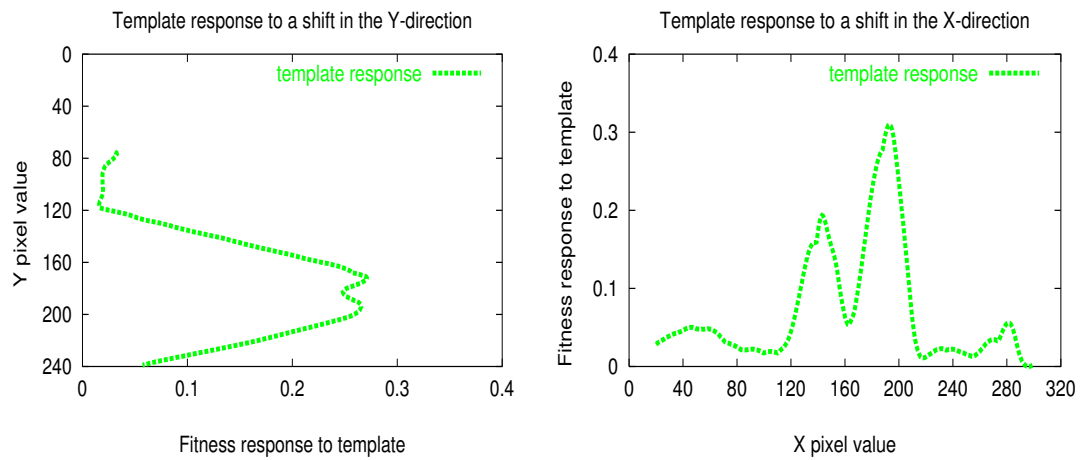 Template response to a shift in the Y-direction
0
40
80
120
160
200
240
Y pixel value
template response
0 0.1 0.2 0.3 0.4
Fitness response to template
Template response to a shift in the X-direction
0.4
0.3
0.2
0.1
0
Fitness response to template
template response
0 40 80 120 160 200 240 280 320
X pixel value